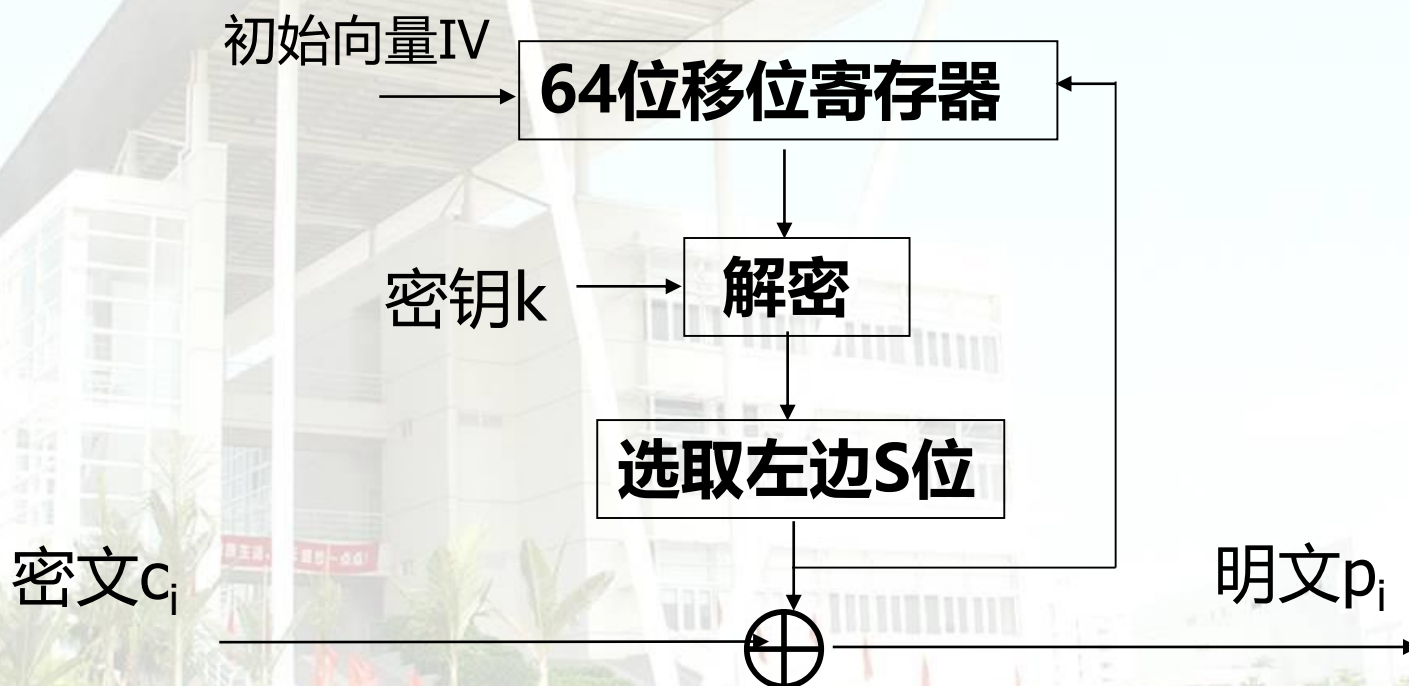 初始向量IV
64位移位寄存器
密钥k
解密
选取左边S位
密文cᵢ
明文pᵢ